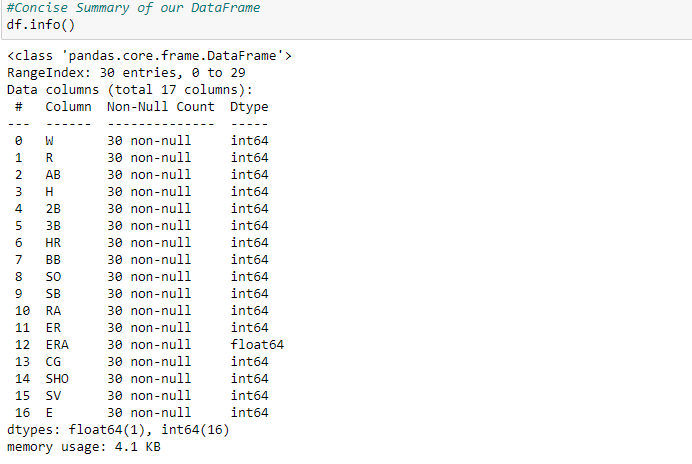 #Concise Summary of our DataFrame
df.info()
<class 'pandas.core.frame.DataFrame'>
RangeIndex: 30 entries, 0 to 29
Data columns (total 17 columns):
 #   Column  Non-Null Count  Dtype
---  ------  --------------  -----
 0   W       30 non-null     int64
 1   R       30 non-null     int64
 2   AB      30 non-null     int64
 3   H       30 non-null     int64
 4   2B      30 non-null     int64
 5   3B      30 non-null     int64
 6   HR      30 non-null     int64
 7   BB      30 non-null     int64
 8   SO      30 non-null     int64
 9   SB      30 non-null     int64
 10  RA      30 non-null     int64
 11  ER      30 non-null     int64
 12  ERA     30 non-null     float64
 13  CG      30 non-null     int64
 14  SHO     30 non-null     int64
 15  SV      30 non-null     int64
 16  E       30 non-null     int64
dtypes: float64(1), int64(16)
memory usage: 4.1 KB